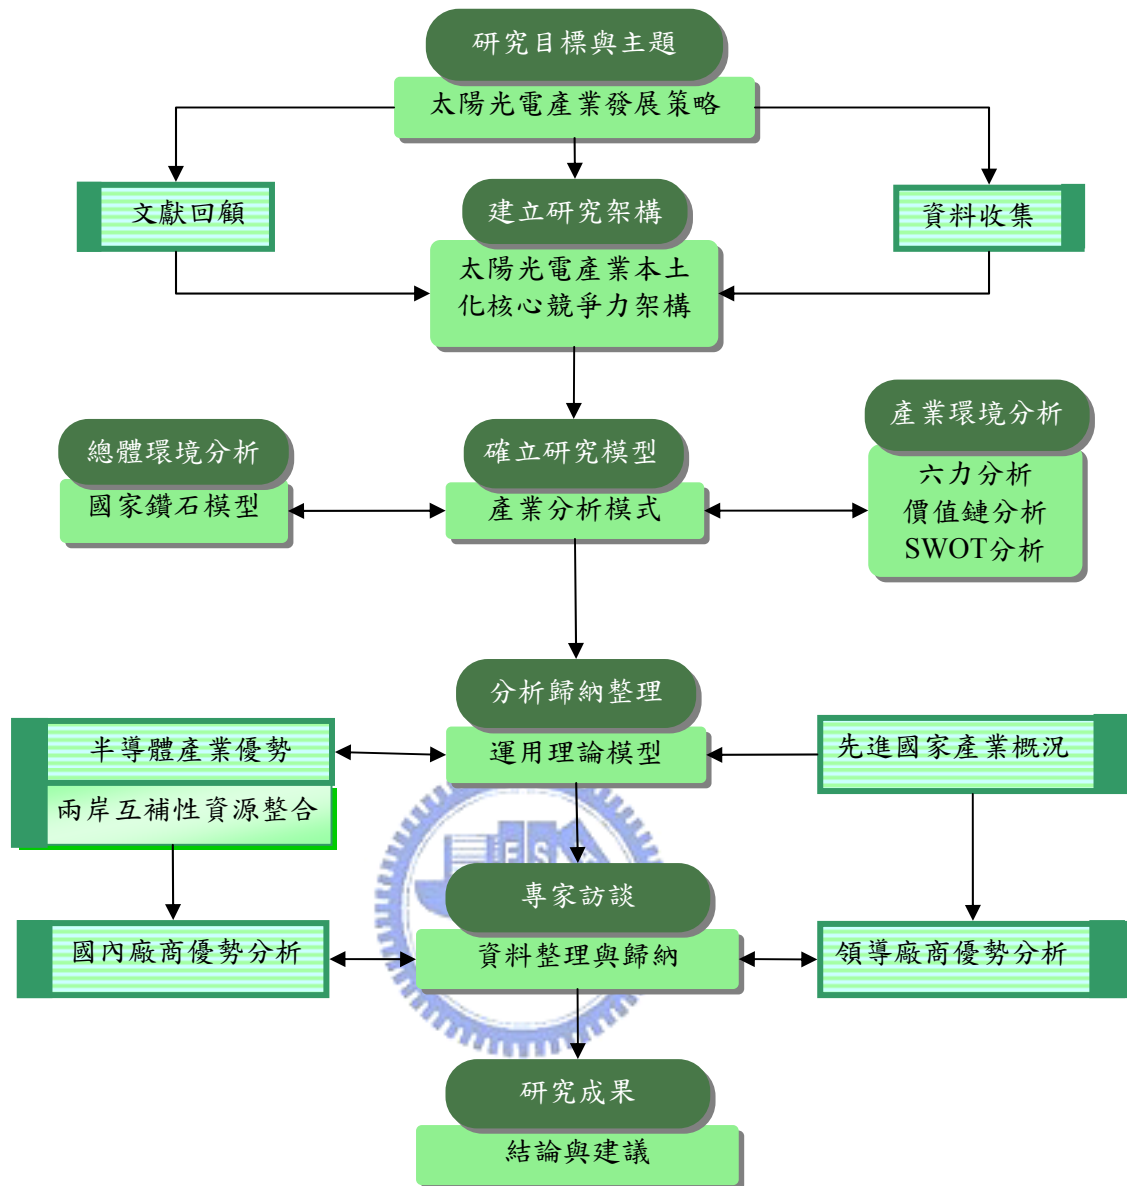 研究目標與主題
太陽光電產業發展策略
文獻回顧
建立研究架構
資料收集
太陽光電產業本土
化核心競爭力架構
總體環境分析
國家鑽石模型
確立研究模型
產業分析模式
產業環境分析
六力分析
價值鏈分析
SWOT分析
分析歸納整理
運用理論模型
半導體產業優勢
兩岸互補性資源整合
先進國家產業概況
ES
專家訪談
資料整理與歸納
國內廠商優勢分析
領導廠商優勢分析
研究成果
結論與建議